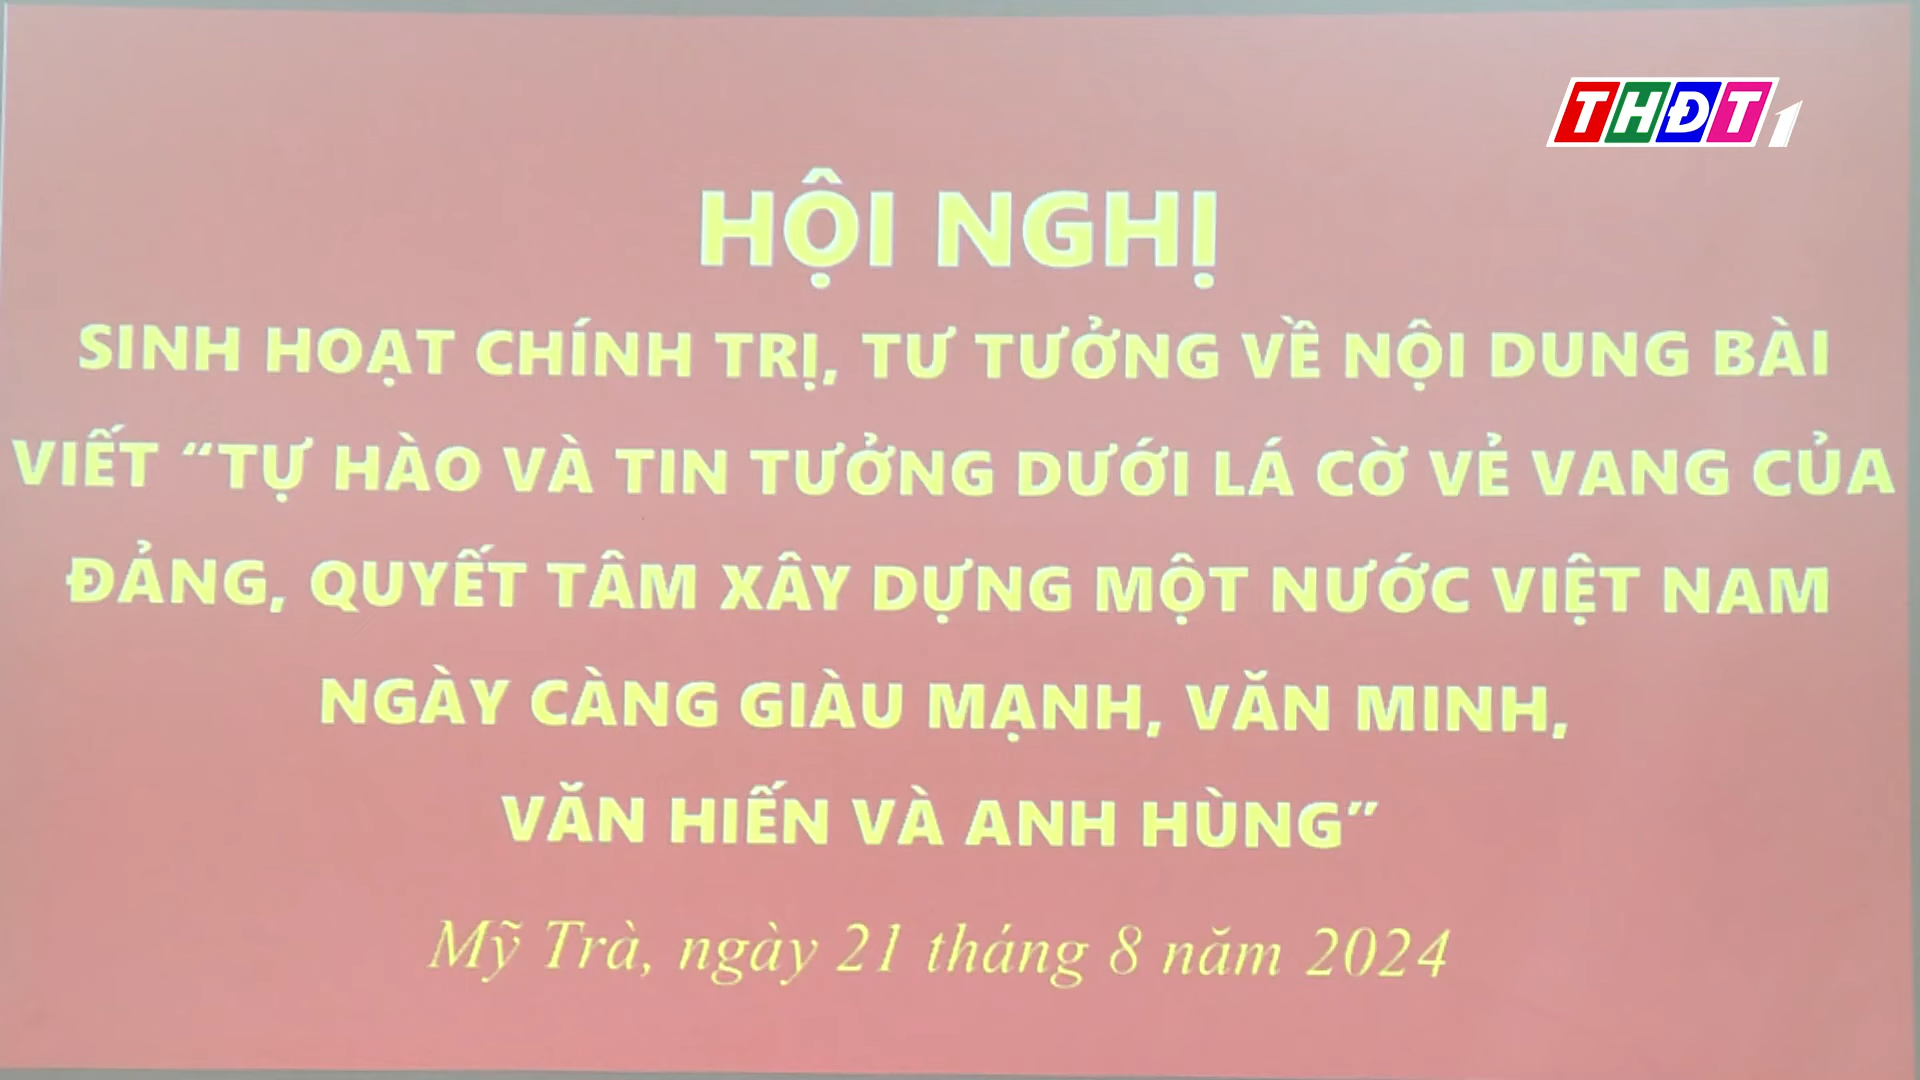 THĐT1
HỘI NGHỊ
SINH HOẠT CHÍNH TRỊ, TƯ TƯỞNG VỀ NỘI DUNG BÀI
VIẾT “TỰ HÀO VÀ TIN TƯỞNG DƯỚI LÁ CỜ VẺ VANG CỦA
ĐẢNG, QUYẾT TÂM XÂY DỰNG MỘT NƯỚC VIỆT NAM
NGÀY CÀNG GIÀU MẠNH, VĂN MINH,
VĂN HIẾN VÀ ANH HÙNG”
Mỹ Trà, ngày 21 tháng 8 năm 2024